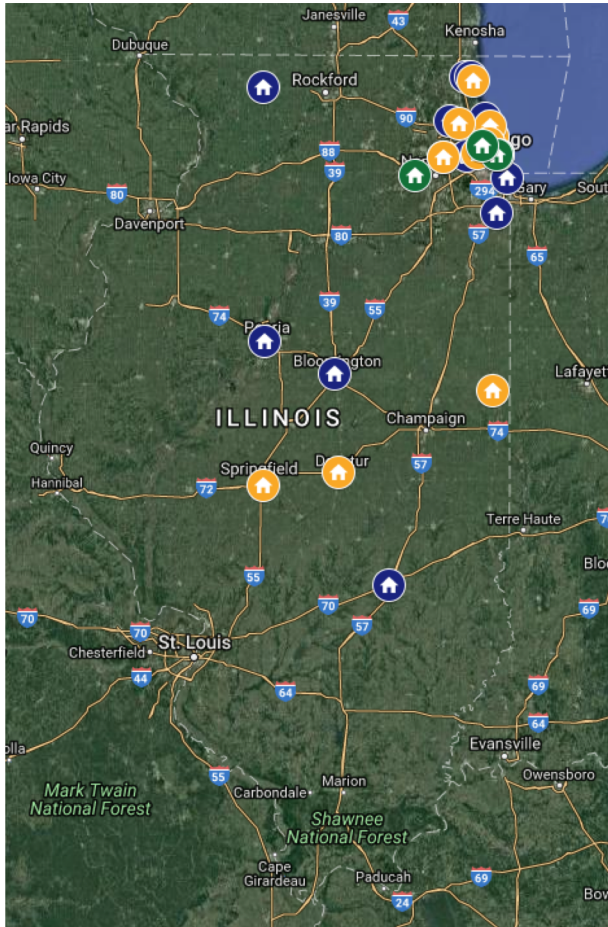 Janesville
43
Kenosha
Dubuque
Rockford
ar Rapids
90
go
88
Iowa City
39
80
294
Gary
Sout
Davenport
80
57
65
39
74
55
Bloomington
Lafayett
ILLINOIS
Champaign
74
Quincy
57
Springfield
Hannibal
72
Terre Haute
7
Bloo
55
70
70
69
57
70
St. Louis
Chesterfield
44
64
69
64
Evansville
olla
55
Owensboro
Marion
Carbondale
Mark Twain
National Forest
Shawnee
National Forest
Cape
Girardeau
Paducah
69
Bow
24